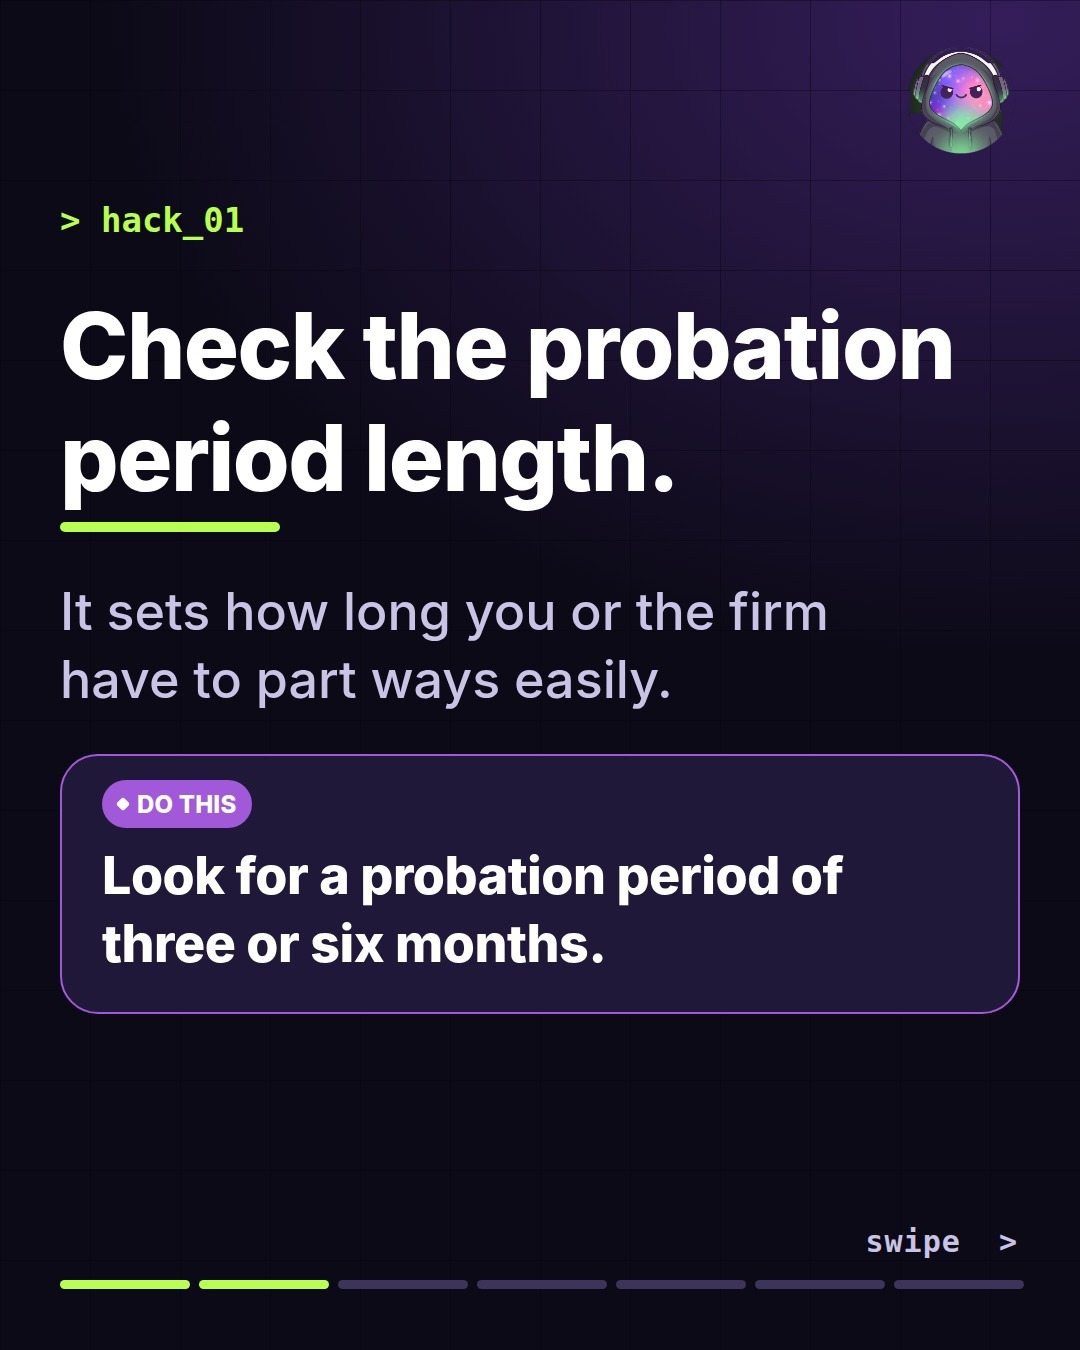 > hack_01
Check the probation
period length.
It sets how long you or the firm
have to part ways easily.
DO THIS
Look for a probation period of
three or six months.
swipe >